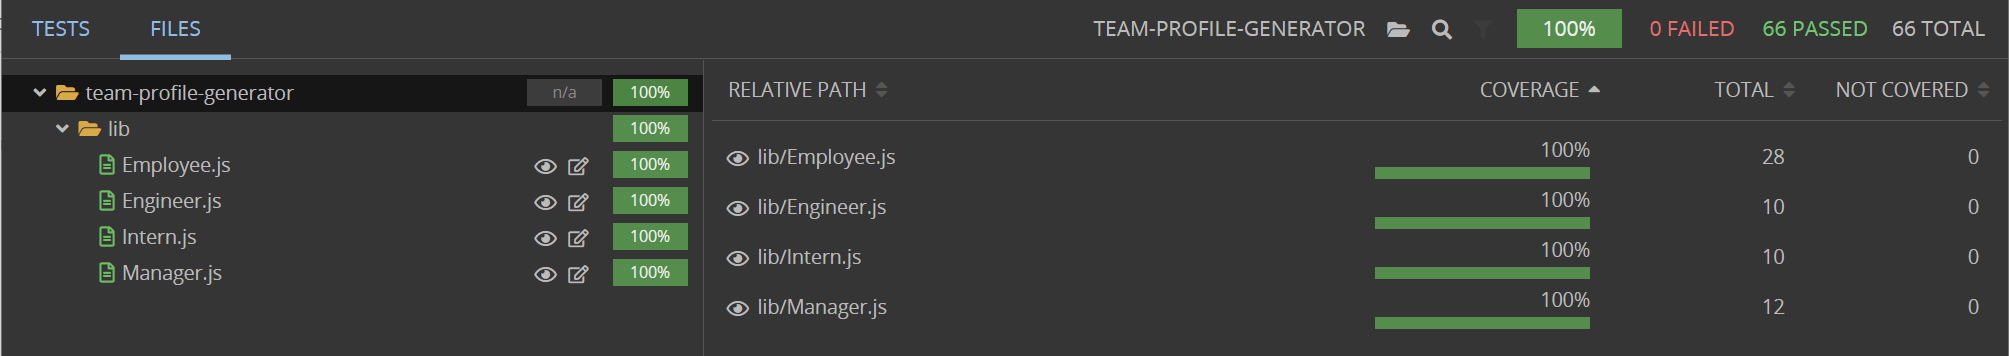 TESTS FILES TEAM-PROFILE-GENERATOR 100% 0 FAILED 66 PASSED 66 TOTAL
team-profile-generator n/a 100%
lib 100%
Employee.js 100%
Engineer.js 100%
Intern.js 100%
Manager.js 100%
RELATIVE PATH COVERAGE TOTAL NOT COVERED
lib/Employee.js 100% 28 0
lib/Engineer.js 100% 10 0
lib/Intern.js 100% 10 0
lib/Manager.js 100% 12 0